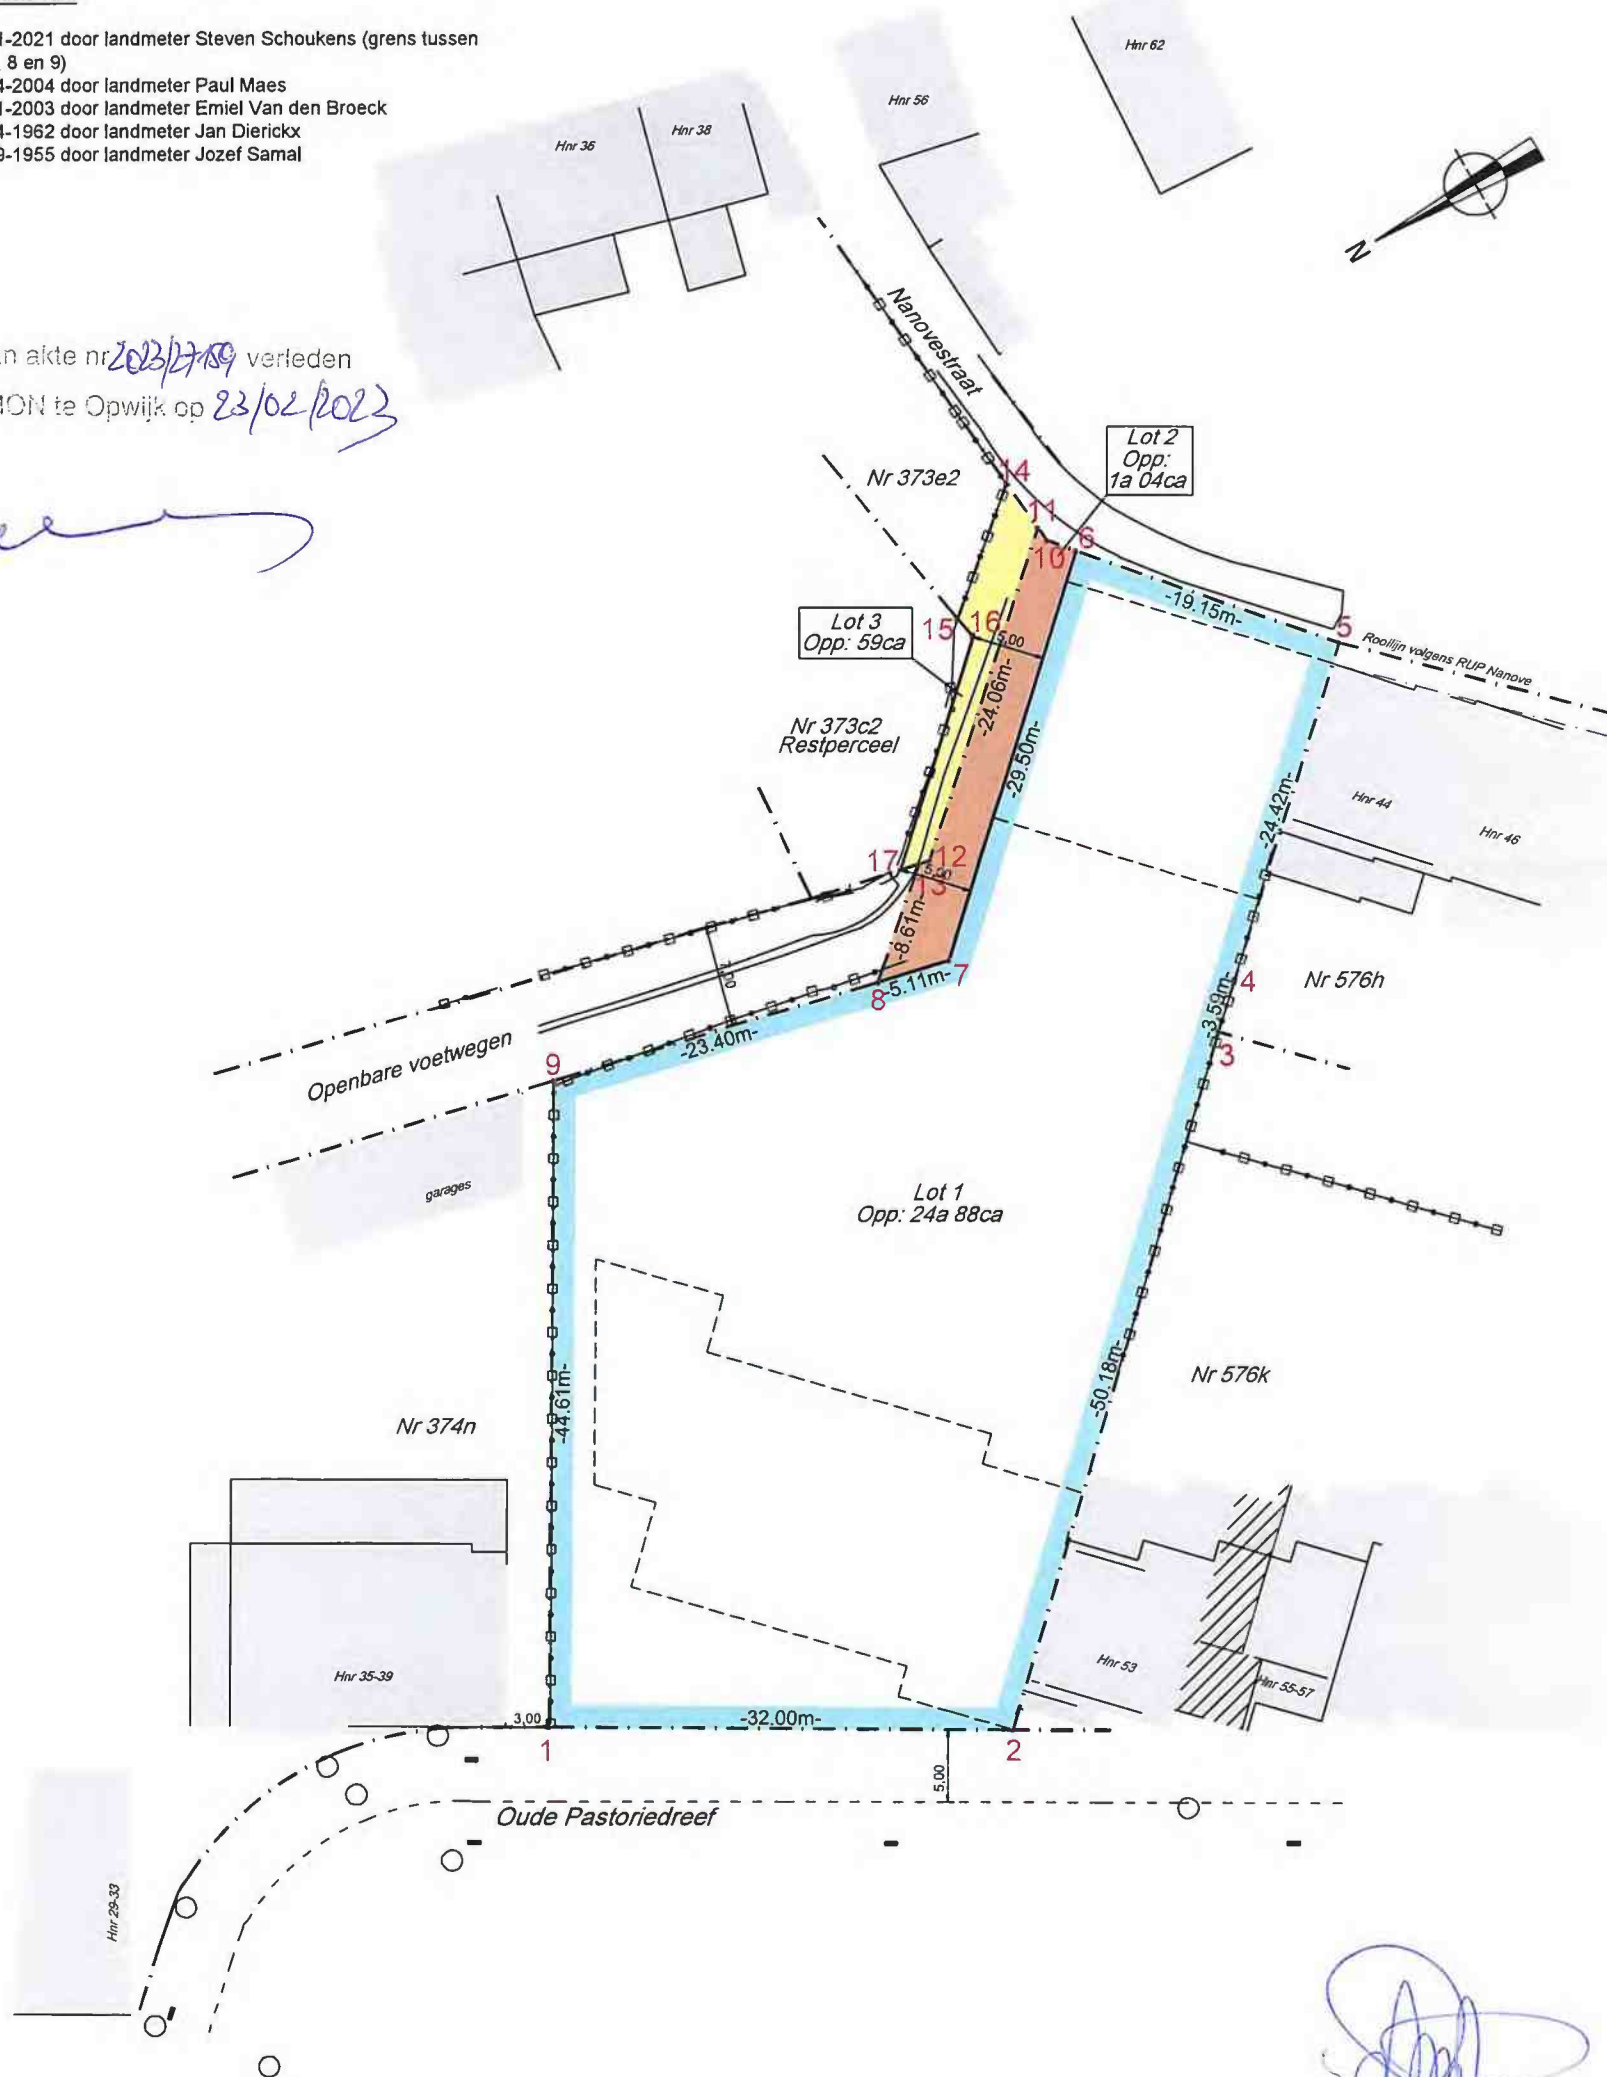 -2021 door landmeter Steven Schoukens (grens tussen
8 en 9)
-2004 door landmeter Paul Maes
-2003 door landmeter Emiel Van den Broeck
-1962 door landmeter Jan Dierickx
-1955 door landmeter Jozef Samal
Hnr 62
Hnr 56
Hnr 38
Hnr 36
N
n akte nr 2023/27159 verleden
te Opwijk op 23/02/2023
Nanovestraat
Lot 2
Opp:
1a 04ca
Nr 373e2
14
11
6
10
-19.15m-
5
Rooilijn volgens RUP Nanove
Lot 3
Opp: 59ca
15
16
5.00
-24.06m-
Nr 373c2
Restperceel
-29.50m-
-24.42m-
Hnr 44
Hnr 46
17
12
5.00
13
-8.61m-
7
8
-5.11m-
4
Nr 576h
-3.59m-
3
-23.40m-
Openbare voetwegen
9
garages
Lot 1
Opp: 24a 88ca
-50.18m-
Nr 576k
-44.61m-
Nr 374n
Hnr 35-39
Hnr 53
Hnr 55-57
3,00
-32.00m-
1
2
5,00
Oude Pastoriedreef
Hnr 29-33